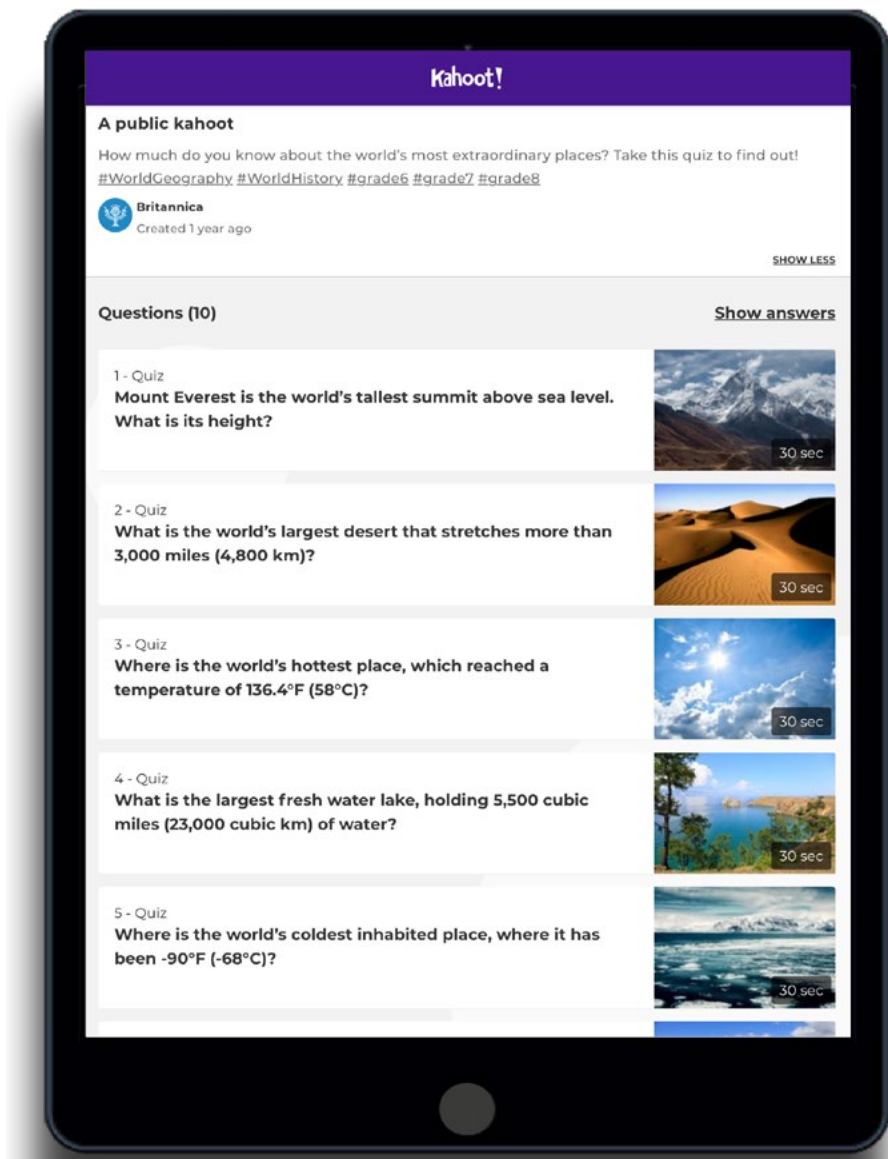 Kahoot!
A public kahoot
How much do you know about the world's most extraordinary places? Take this quiz to find out!
#WorldGeography #WorldHistory #grade6 #grade7 #grade8
Britannica
Created 1 year ago
SHOW LESS
Questions (10)
Show answers
1 - Quiz
Mount Everest is the world's tallest summit above sea level.
What is its height?
30 sec
2 - Quiz
What is the world's largest desert that stretches more than
3,000 miles (4,800 km)?
30 sec
3 - Quiz
Where is the world's hottest place, which reached a
temperature of 136.4°F (58°C)?
30 sec
4 - Quiz
What is the largest fresh water lake, holding 5,500 cubic
miles (23,000 cubic km) of water?
30 sec
5 - Quiz
Where is the world's coldest inhabited place, where it has
been -90°F (-68°C)?
30 sec